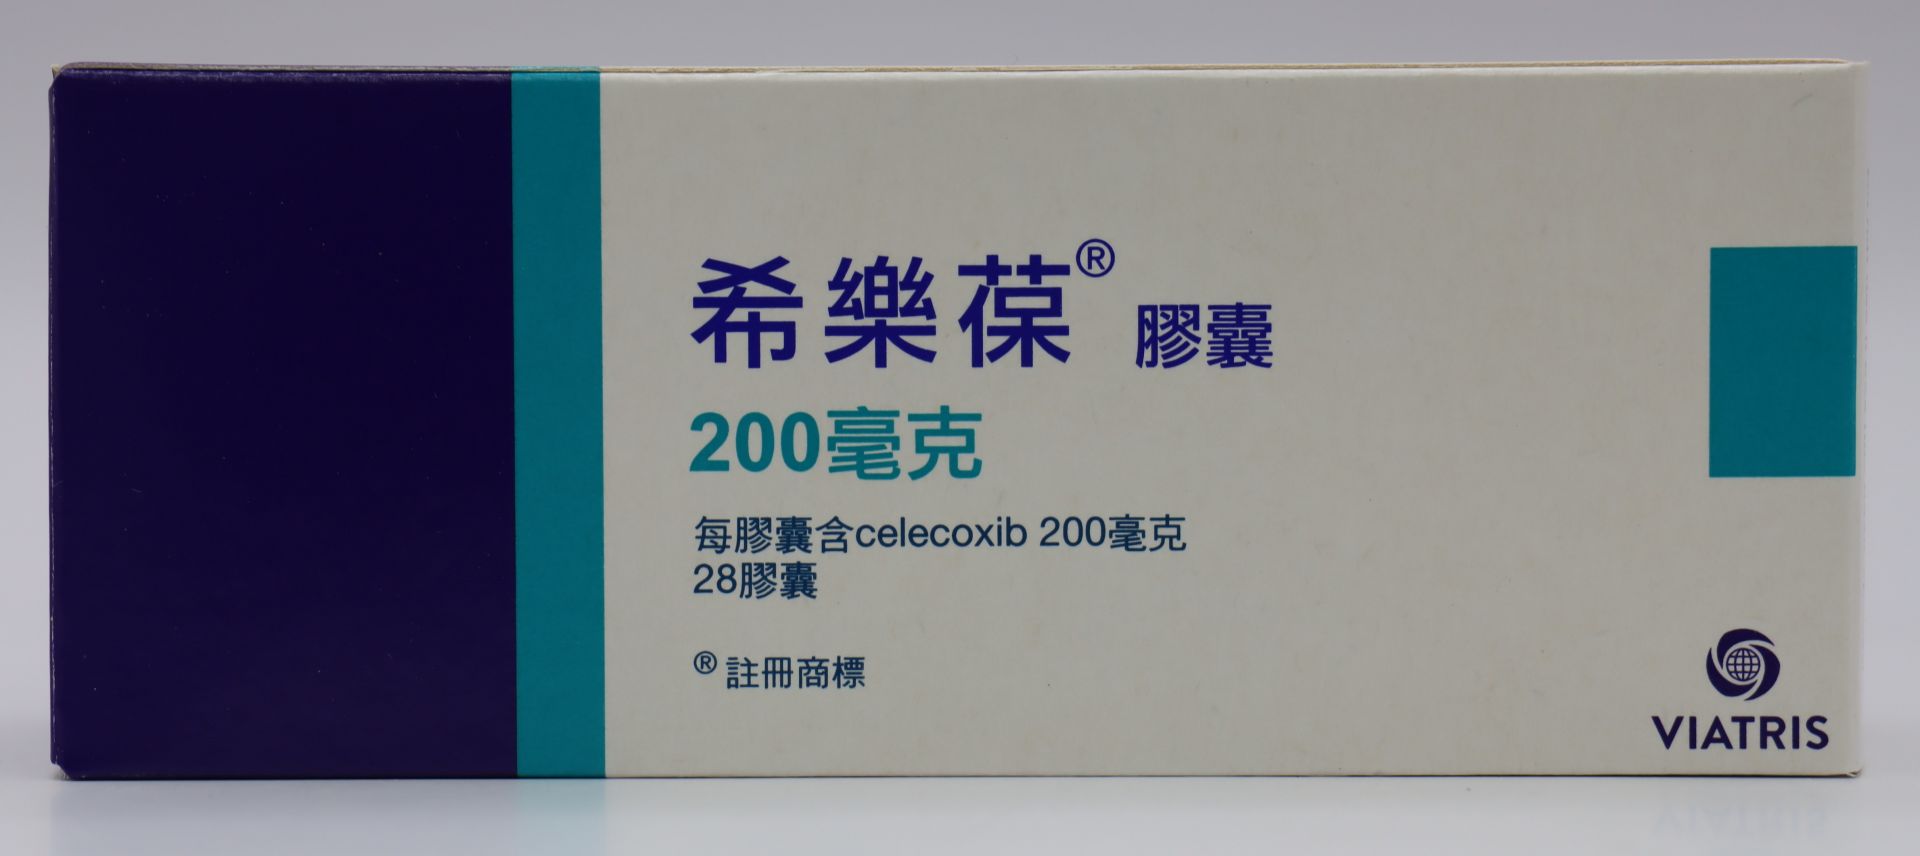 希樂葆® 膠囊
200毫克
每膠囊含celecoxib 200毫克
28膠囊
® 註冊商標
VIATRIS